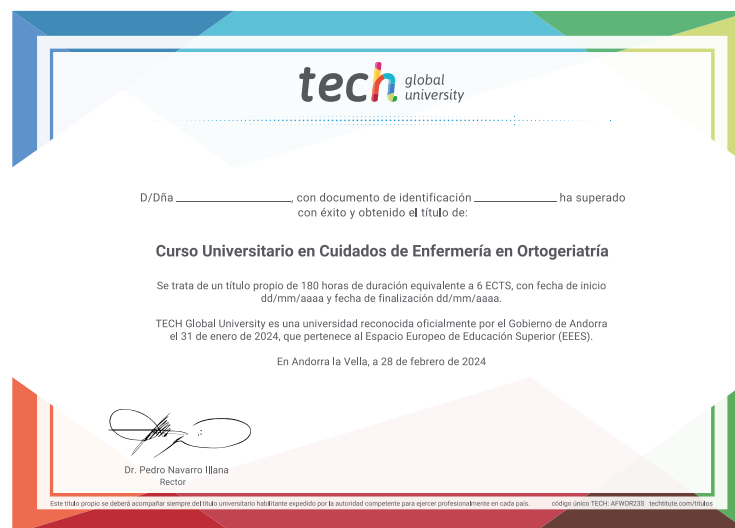 tech global university
D/Dña ____________________, con documento de identificación ______________ ha superado
con éxito y obtenido el título de:
Curso Universitario en Cuidados de Enfermería en Ortogeriatría
Se trata de un título propio de 180 horas de duración equivalente a 6 ECTS, con fecha de inicio
dd/mm/aaaa y fecha de finalización dd/mm/aaaa.
TECH Global University es una universidad reconocida oficialmente por el Gobierno de Andorra
el 31 de enero de 2024, que pertenece al Espacio Europeo de Educación Superior (EEES).
En Andorra la Vella, a 28 de febrero de 2024
Dr. Pedro Navarro Illana
Rector
Este título propio se deberá acompañar siempre del título universitario habilitante expedido por la autoridad competente para ejercer profesionalmente en cada país. código único TECH: AFWOR23S techtitute.com/titulos